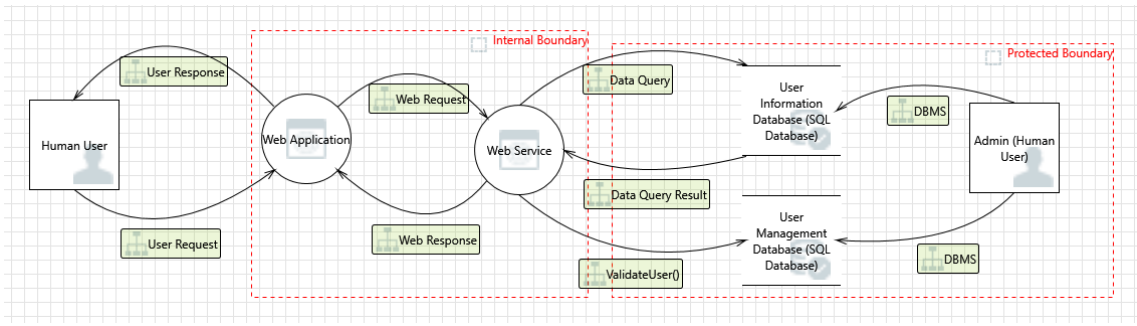 Internal Boundary
Protected Boundary
User Response
Data Query
Web Request
User
Information
Database (SQL
Database)
DBMS
Human User
Web Application
Web Service
Admin (Human
User)
Data Query Result
User Request
Web Response
User
Management
Database (SQL
Database)
DBMS
ValidateUser()